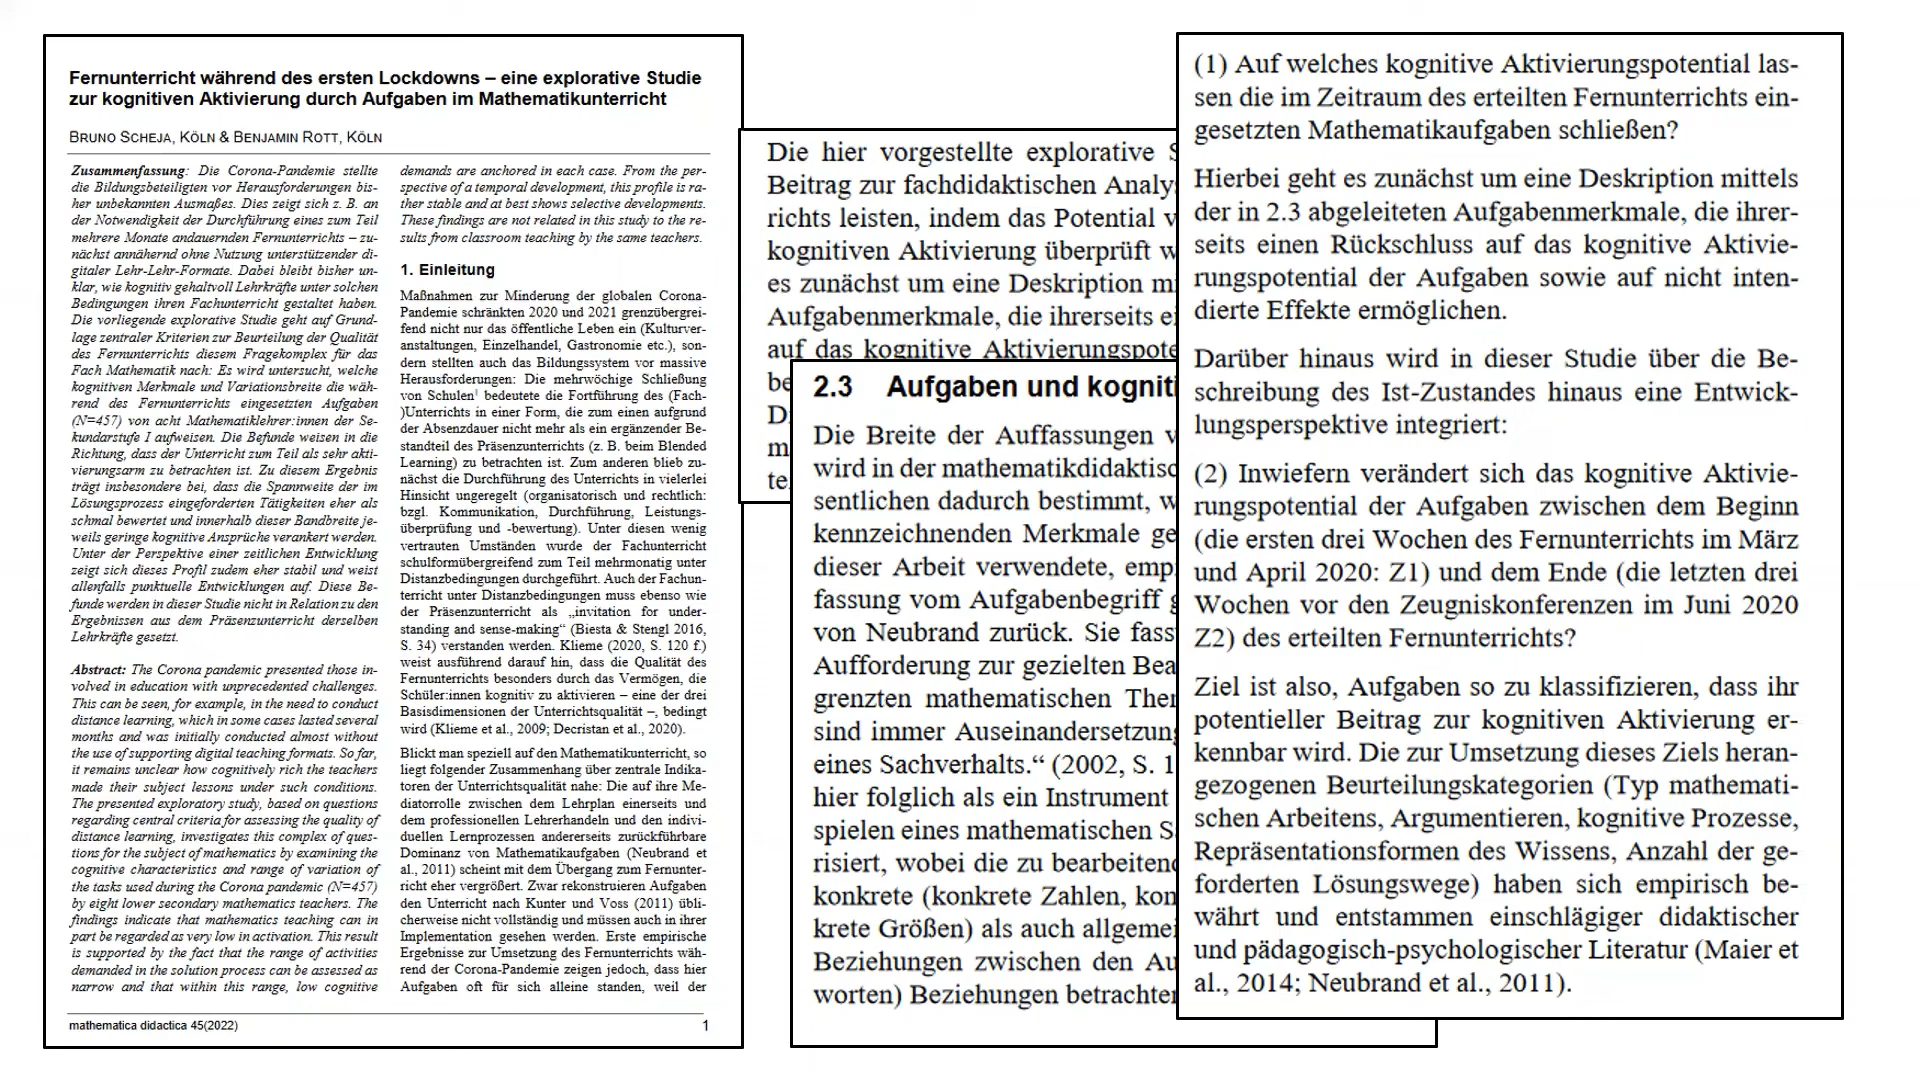 Fernunterricht während des ersten Lockdowns – eine explorative Studie
zur kognitiven Aktivierung durch Aufgaben im Mathematikunterricht
BRUNO SCHEJA, KÖLN & BENJAMIN ROTT, KÖLN
Zusammenfassung: Die Corona-Pandemie stellte
die Bildungsbeteiligten vor Herausforderungen bis-
her unbekannten Ausmaßes. Dies zeigt sich z. B. an
der Notwendigkeit der Durchführung eines zum Teil
mehrere Monate andauernden Fernunterrichts – zu-
nächst annähernd ohne Nutzung unterstützender di-
gitaler Lehr-Lehr-Formate. Dabei bleibt bisher un-
klar, wie kognitiv gehaltvoll Lehrkräfte unter solchen
Bedingungen ihren Fachunterricht gestaltet haben.
Die vorliegende explorative Studie geht auf Grund-
lage zentraler Kriterien zur Beurteilung der Qualität
des Fernunterrichts diesem Fragekomplex für das
Fach Mathematik nach: Es wird untersucht, welche
kognitiven Merkmale und Variationsbreite die wäh-
rend des Fernunterrichts eingesetzten Aufgaben
(N=457) von acht Mathematiklehrer:innen der Se-
kundarstufe I aufweisen. Die Befunde weisen in die
Richtung, dass der Unterricht zum Teil als sehr akti-
vierungsarm zu betrachten ist. Zu diesem Ergebnis
trägt insbesondere bei, dass die Spannweite der im
Lösungsprozess eingeforderten Tätigkeiten eher als
schmal bewertet und innerhalb dieser Bandbreite je-
weils geringe kognitive Ansprüche verankert werden.
Unter der Perspektive einer zeitlichen Entwicklung
zeigt sich dieses Profil zudem eher stabil und weist
allenfalls punktuelle Entwicklungen auf. Diese Be-
funde werden in dieser Studie nicht in Relation zu den
Ergebnissen aus dem Präsenzunterricht derselben
Lehrkräfte gesetzt.
Abstract: The Corona pandemic presented those in-
volved in education with unprecedented challenges.
This can be seen, for example, in the need to conduct
distance learning, which in some cases lasted several
months and was initially conducted almost without
the use of supporting digital teaching formats. So far,
it remains unclear how cognitively rich the teachers
made their subject lessons under such conditions.
The presented exploratory study, based on questions
regarding central criteria for assessing the quality of
distance learning, investigates this complex of ques-
tions for the subject of mathematics by examining the
cognitive characteristics and range of variation of
the tasks used during the Corona pandemic (N=457)
by eight lower secondary mathematics teachers. The
findings indicate that mathematics teaching can in
part be regarded as very low in activation. This result
is supported by the fact that the range of activities
demanded in the solution process can be assessed as
narrow and that within this range, low cognitive
demands are anchored in each case. From the per-
spective of a temporal development, this profile is ra-
ther stable and at best shows selective developments.
These findings are not related in this study to the re-
sults from classroom teaching by the same teachers.
1. Einleitung
Maßnahmen zur Minderung der globalen Corona-
Pandemie schränkten 2020 und 2021 grenzübergrei-
fend nicht nur das öffentliche Leben ein (Kulturver-
anstaltungen, Einzelhandel, Gastronomie etc.), son-
dern stellten auch das Bildungssystem vor massive
Herausforderungen: Die mehrwöchige Schließung
von Schulen¹ bedeutete die Fortführung des (Fach-
)Unterrichts in einer Form, die zum einen aufgrund
der Absenzdauer nicht mehr als ein ergänzender Be-
standteil des Präsenzunterrichts (z. B. beim Blended
Learning) zu betrachten ist. Zum anderen blieb zu-
nächst die Durchführung des Unterrichts in vielerlei
Hinsicht ungeregelt (organisatorisch und rechtlich:
bzgl. Kommunikation, Durchführung, Leistungs-
überprüfung und -bewertung). Unter diesen wenig
vertrauten Umständen wurde der Fachunterricht
schulformübergreifend zum Teil mehrmonatig unter
Distanzbedingungen durchgeführt. Auch der Fachun-
terricht unter Distanzbedingungen muss ebenso wie
der Präsenzunterricht als „invitation for under-
standing and sense-making“ (Biesta & Stengl 2016,
S. 34) verstanden werden. Klieme (2020, S. 120 f.)
weist ausführend darauf hin, dass die Qualität des
Fernunterrichts besonders durch das Vermögen, die
Schüler:innen kognitiv zu aktivieren – eine der drei
Basisdimensionen der Unterrichtsqualität –, bedingt
wird (Klieme et al., 2009; Decristan et al., 2020).
Blickt man speziell auf den Mathematikunterricht, so
liegt folgender Zusammenhang über zentrale Indika-
toren der Unterrichtsqualität nahe: Die auf ihre Me-
diatorrolle zwischen dem Lehrplan einerseits und
dem professionellen Lehrerhandeln und den indivi-
duellen Lernprozessen andererseits zurückführbare
Dominanz von Mathematikaufgaben (Neubrand et
al., 2011) scheint mit dem Übergang zum Fernunter-
richt eher vergrößert. Zwar rekonstruieren Aufgaben
den Unterricht nach Kunter und Voss (2011) übli-
cherweise nicht vollständig und müssen auch in ihrer
Implementation gesehen werden. Erste empirische
Ergebnisse zur Umsetzung des Fernunterrichts wäh-
rend der Corona-Pandemie zeigen jedoch, dass hier
Aufgaben oft für sich alleine standen, weil der
mathematica didactica 45(2022)
1
Die hier vorgestellte explorative S
Beitrag zur fachdidaktischen Analy
richts leisten, indem das Potential v
kognitiven Aktivierung überprüft w
es zunächst um eine Deskription mi
Aufgabenmerkmale, die ihrerseits ei
auf das kognitive Aktivierungspote
be
D
m
te
2.3 Aufgaben und kogniti
Die Breite der Auffassungen v
wird in der mathematikdidaktisc
sentlichen dadurch bestimmt, w
kennzeichnenden Merkmale ge
dieser Arbeit verwendete, emp
fassung vom Aufgabenbegriff g
von Neubrand zurück. Sie fass
Aufforderung zur gezielten Bea
grenzten mathematischen Ther
sind immer Auseinandersetzung
eines Sachverhalts.“ (2002, S. 1
hier folglich als ein Instrument
spielen eines mathematischen S
risiert, wobei die zu bearbeitend
konkrete (konkrete Zahlen, kon
krete Größen) als auch allgemei
Beziehungen zwischen den Au
worten) Beziehungen betrachten
(1) Auf welches kognitive Aktivierungspotential las-
sen die im Zeitraum des erteilten Fernunterrichts ein-
gesetzten Mathematikaufgaben schließen?
Hierbei geht es zunächst um eine Deskription mittels
der in 2.3 abgeleiteten Aufgabenmerkmale, die ihrer-
seits einen Rückschluss auf das kognitive Aktivie-
rungspotential der Aufgaben sowie auf nicht inten-
dierte Effekte ermöglichen.
Darüber hinaus wird in dieser Studie über die Be-
schreibung des Ist-Zustandes hinaus eine Entwick-
lungsperspektive integriert:
(2) Inwiefern verändert sich das kognitive Aktivie-
rungspotential der Aufgaben zwischen dem Beginn
(die ersten drei Wochen des Fernunterrichts im März
und April 2020: Z1) und dem Ende (die letzten drei
Wochen vor den Zeugniskonferenzen im Juni 2020
Z2) des erteilten Fernunterrichts?
Ziel ist also, Aufgaben so zu klassifizieren, dass ihr
potentieller Beitrag zur kognitiven Aktivierung er-
kennbar wird. Die zur Umsetzung dieses Ziels heran-
gezogenen Beurteilungskategorien (Typ mathemati-
schen Arbeitens, Argumentieren, kognitive Prozesse,
Repräsentationsformen des Wissens, Anzahl der ge-
forderten Lösungswege) haben sich empirisch be-
währt und entstammen einschlägiger didaktischer
und pädagogisch-psychologischer Literatur (Maier et
al., 2014; Neubrand et al., 2011).